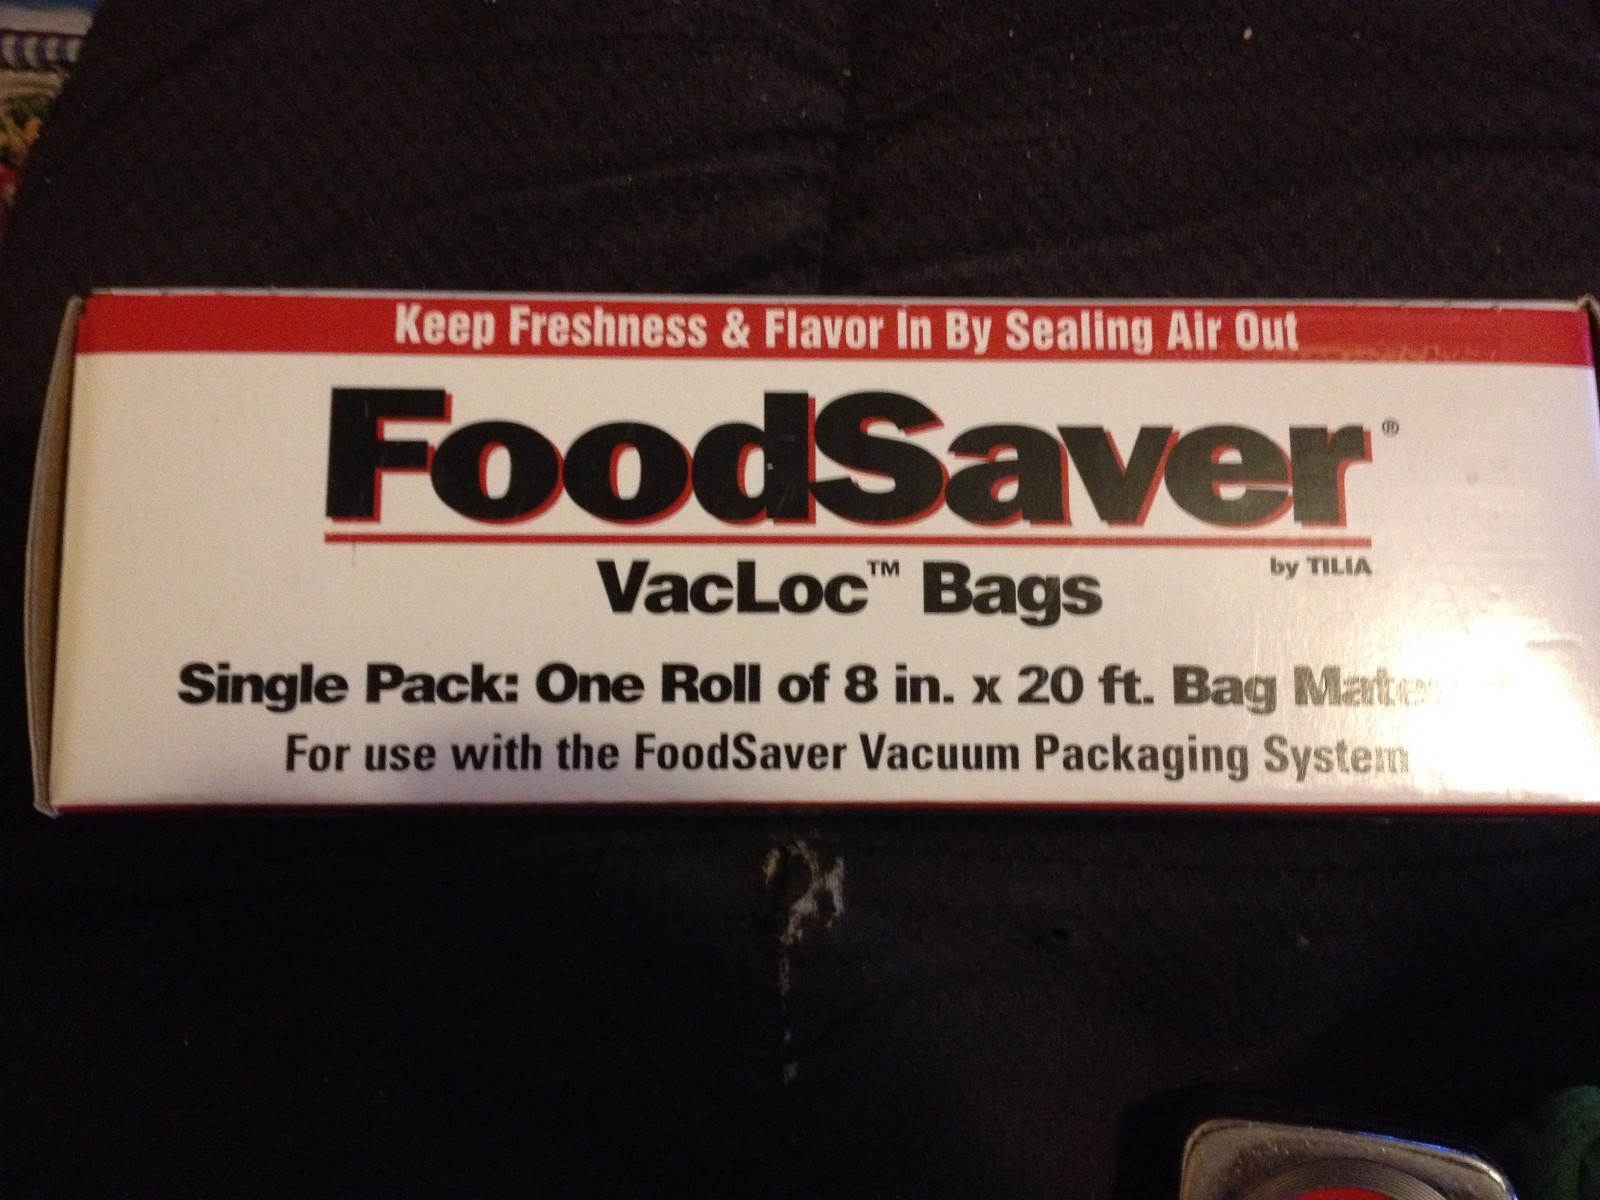 Keep Freshness & Flavor In By Sealing Air Out
FoodSaver®
by TILIA
VacLoc™ Bags
Single Pack: One Roll of 8 in. x 20 ft. Bag
For use with the FoodSaver Vacuum Packaging System